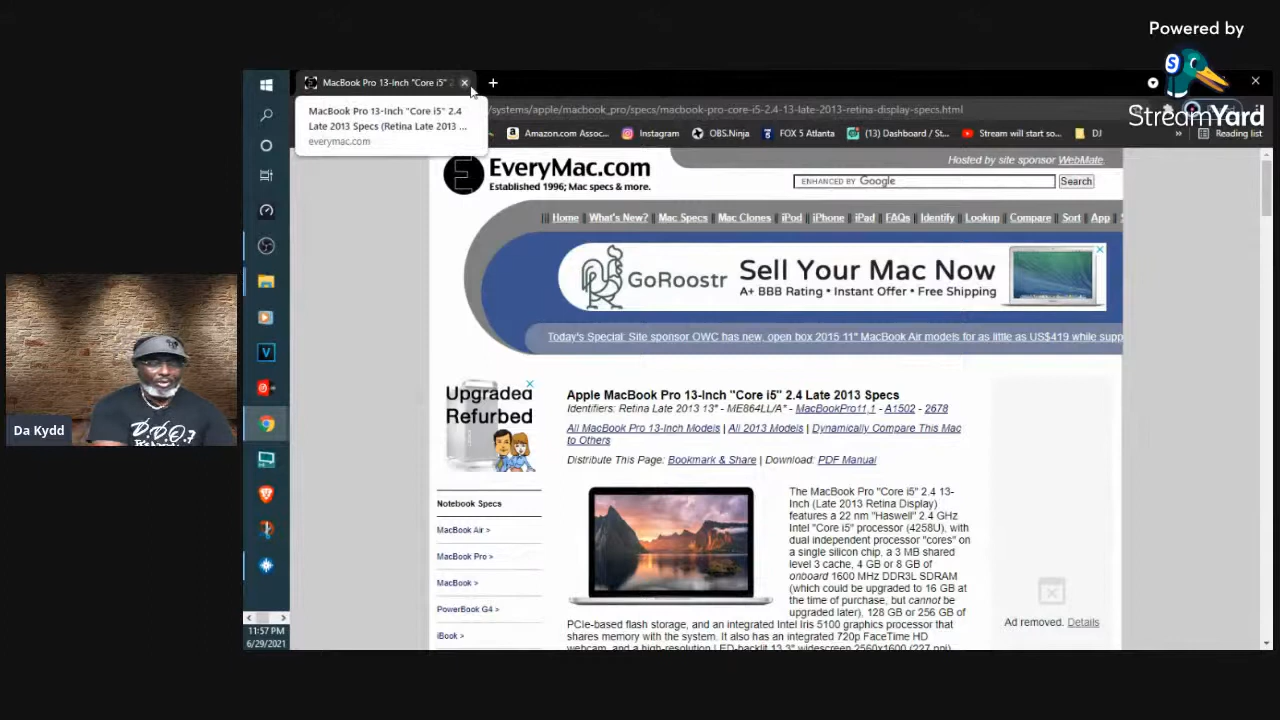 Powered by
StreamYard
MacBook Pro 13-Inch "Core i5" 2
MacBook Pro 13-Inch "Core i5" 2.4
Late 2013 Specs (Retina Late 2013 ...
everymac.com
/systems/apple/macbook_pro/specs/macbook-pro-core-i5-2.4-13-late-2013-retina-display-specs.html
Amazon.com Assoc... Instagram OBS.Ninja FOX 5 Atlanta (13) Dashboard / St... Stream will start so... DJ » Reading list
EveryMac.com
Established 1996; Mac specs & more.
Hosted by site sponsor WebMate.
ENHANCED BY Google Search
Home What's New? Mac Specs Mac Clones iPod iPhone iPad FAQs Identify Lookup Compare Sort App
GoRoostr
Sell Your Mac Now
A+ BBB Rating • Instant Offer • Free Shipping
Today's Special: Site sponsor OWC has new, open box 2015 11" MacBook Air models for as little as US$419 while supp
Upgraded
Refurbed
Apple MacBook Pro 13-Inch "Core i5" 2.4 Late 2013 Specs
Identifiers: Retina Late 2013 13" - ME864LL/A* - MacBookPro11,1 - A1502 - 2678
All MacBook Pro 13-Inch Models | All 2013 Models | Dynamically Compare This Mac
to Others
Distribute This Page: Bookmark & Share | Download: PDF Manual
Notebook Specs
MacBook Air >
MacBook Pro >
MacBook >
PowerBook G4 >
iBook >
The MacBook Pro "Core i5" 2.4 13-
Inch (Late 2013 Retina Display)
features a 22 nm "Haswell" 2.4 GHz
Intel "Core i5" processor (4258U), with
dual independent processor "cores" on
a single silicon chip, a 3 MB shared
level 3 cache, 4 GB or 8 GB of
onboard 1600 MHz DDR3L SDRAM
(which could be upgraded to 16 GB at
the time of purchase, but cannot be
upgraded later), 128 GB or 256 GB of
PCIe-based flash storage, and an integrated Intel Iris 5100 graphics processor that
shares memory with the system. It also has an integrated 720p FaceTime HD
webcam, and a high-resolution LED-backlit 13.3" widescreen 2560x1600 (227 ppi)
Ad removed. Details
Da Kydd
11:57 PM
6/29/2021